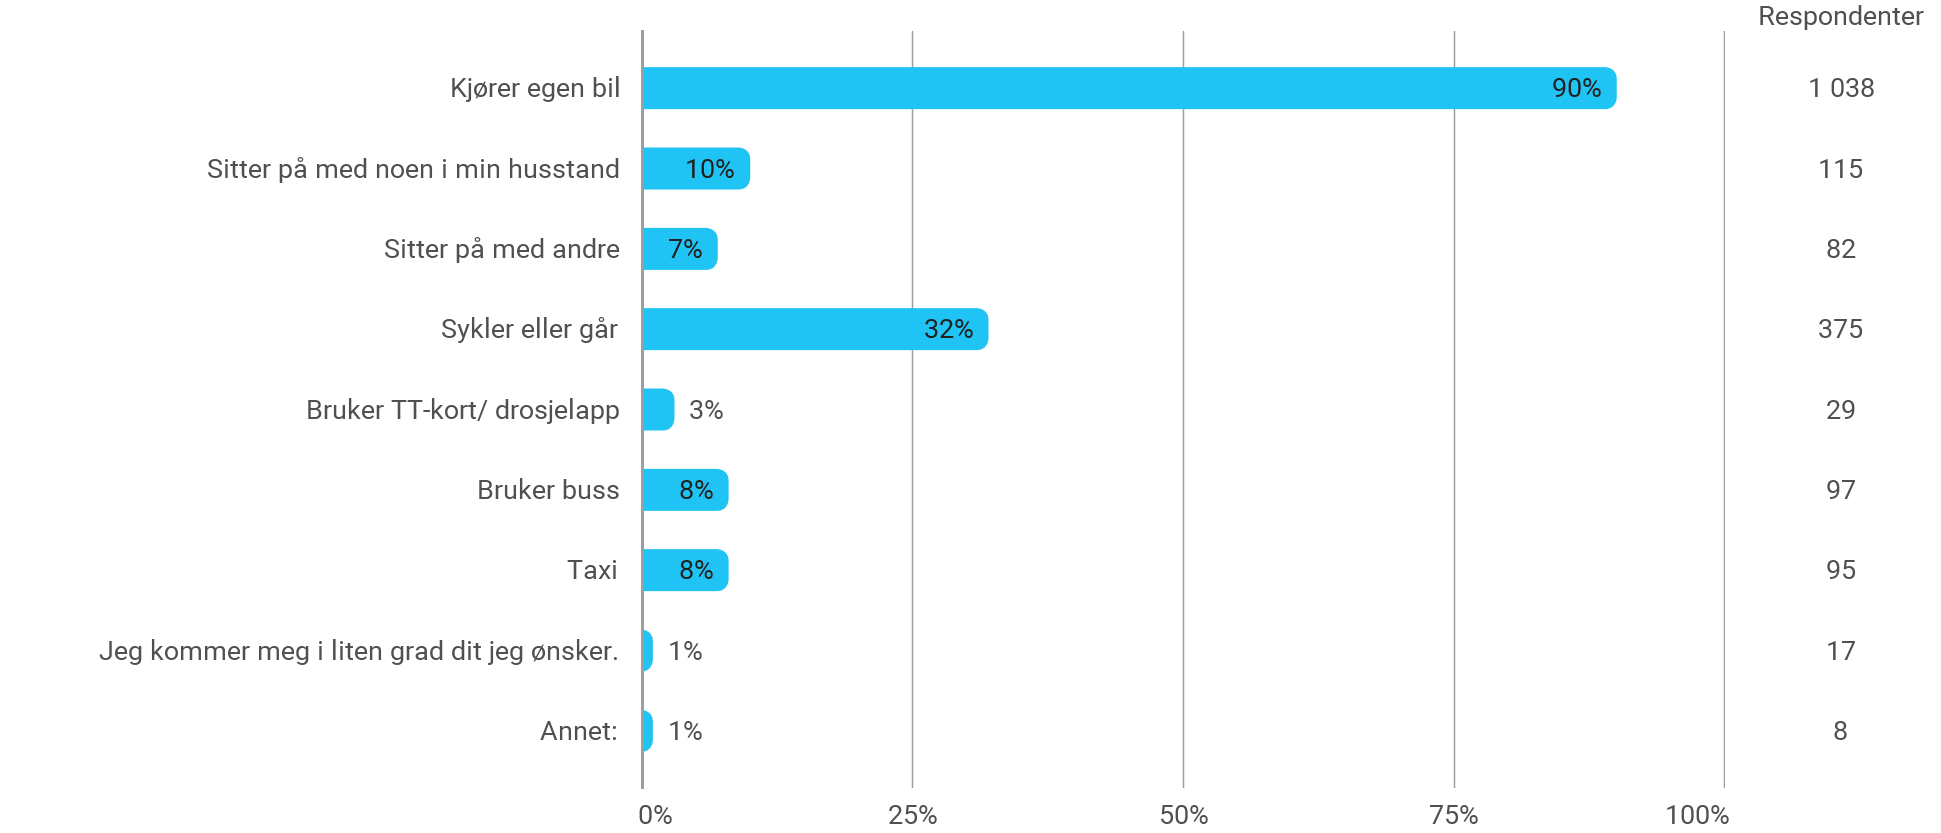 Respondenter
Kjører egen bil 90% 1 038
Sitter på med noen i min husstand 10% 115
Sitter på med andre 7% 82
Sykler eller går 32% 375
Bruker TT-kort/ drosjelapp 3% 29
Bruker buss 8% 97
Taxi 8% 95
Jeg kommer meg i liten grad dit jeg ønsker. 1% 17
Annet: 1% 8
0% 25% 50% 75% 100%